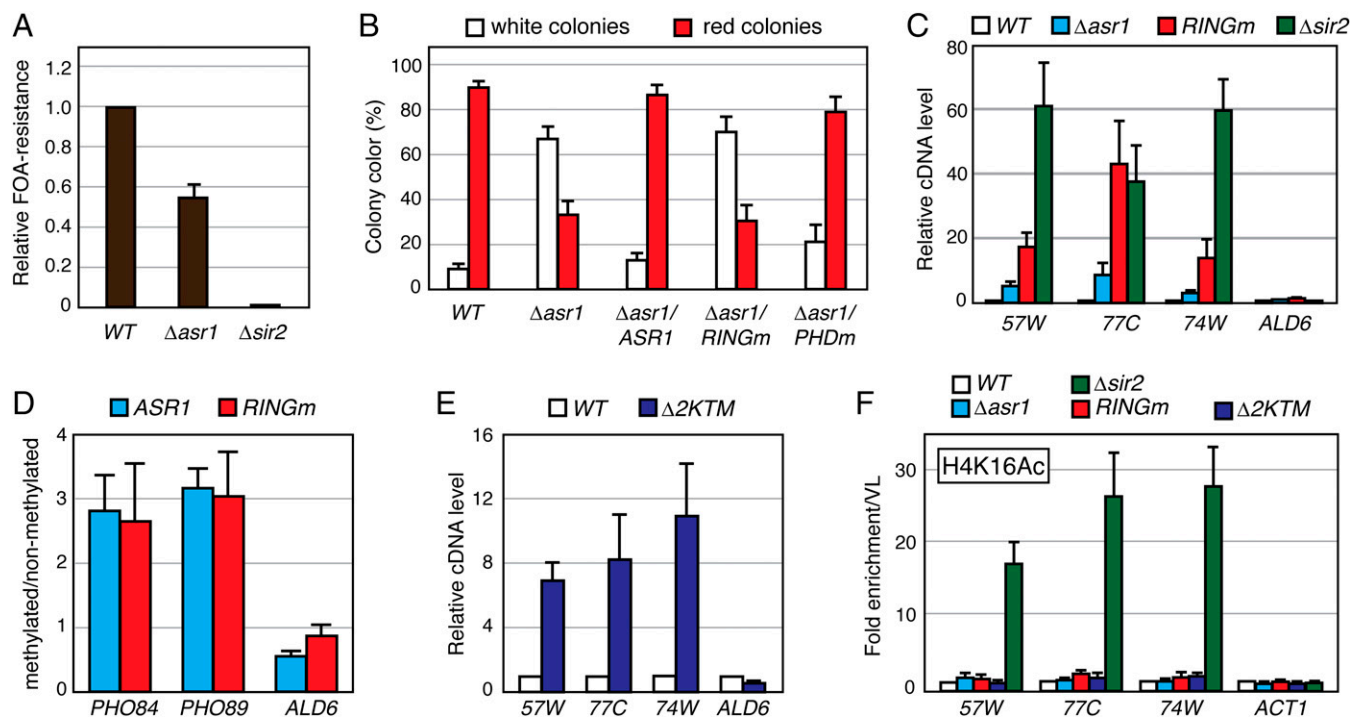 A
Relative FOA-resistance
1.2
1.0
0.8
0.6
0.4
0.2
0
WT Δasr1 Δsir2
B
white colonies red colonies
Colony color (%)
100
80
60
40
20
0
WT Δasr1 Δasr1/ Δasr1/ Δasr1/
ASR1 RINGm PHDm
C
WT Δasr1 RINGm Δsir2
Relative cDNA level
80
60
40
20
0
57W 77C 74W ALD6
D
ASR1 RINGm
methylated/non-methylated
4
3
2
1
0
PHO84 PHO89 ALD6
E
WT Δ2KTM
Relative cDNA level
16
12
8
4
0
57W 77C 74W ALD6
F
WT Δsir2
Δasr1 RINGm Δ2KTM
H4K16Ac
Fold enrichment/VL
30
20
10
0
57W 77C 74W ACT1